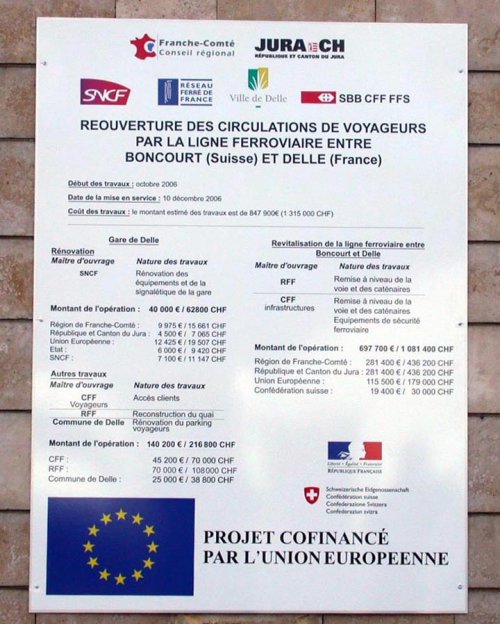 Franche-Comté
Conseil régional
JURA CH
RÉPUBLIQUE ET CANTON DU JURA
SNCF
RÉSEAU
FERRÉ DE
FRANCE
Ville de Delle
SBB CFF FFS
REOUVERTURE DES CIRCULATIONS DE VOYAGEURS
PAR LA LIGNE FERROVIAIRE ENTRE
BONCOURT (Suisse) ET DELLE (France)
Début des travaux : octobre 2006
Date de la mise en service : 10 décembre 2006
Coût des travaux : le montant estimé des travaux est de 847 900€ (1 315 000 CHF)
Gare de Delle
Rénovation
Maître d'ouvrage Nature des travaux
SNCF Rénovation des
équipements et de la
signalétique de la gare
Montant de l'opération : 40 000 € / 62800 CHF
Région de Franche-Comté : 9 975 € / 15 661 CHF
République et Canton du Jura : 4 500 € / 7 065 CHF
Union Européenne : 12 425 € / 19 507 CHF
Etat : 6 000 € / 9 420 CHF
SNCF : 7 100 € / 11 147 CHF
Autres travaux
Maître d'ouvrage Nature des travaux
CFF Accès clients
Voyageurs
RFF Reconstruction du quai
Commune de Delle Rénovation du parking
voyageurs
Montant de l'opération : 140 200 € / 216 800 CHF
CFF : 45 200 € / 70 000 CHF
RFF : 70 000 € / 108 000 CHF
Commune de Delle : 25 000 € / 38 800 CHF
Revitalisation de la ligne ferroviaire entre
Boncourt et Delle
Maître d'ouvrage Nature des travaux
RFF Remise à niveau de la
voie et des caténaires
CFF Remise à niveau de la
infrastructures voie et des caténaires
Equipements de sécurité
ferroviaire
Montant de l'opération : 697 700 € / 1 081 400 CHF
Région de Franche-Comté : 281 400 € / 436 200 CHF
République et Canton du Jura : 281 400 € / 436 200 CHF
Union Européenne : 115 500 € / 179 000 CHF
Confédération suisse : 19 400 € / 30 000 CHF
Liberté • Égalité • Fraternité
RÉPUBLIQUE FRANÇAISE
Schweizerische Eidgenossenschaft
Confédération suisse
Confederazione Svizzera
Confederaziun svizra
PROJET COFINANCÉ
PAR L'UNION EUROPEENNE